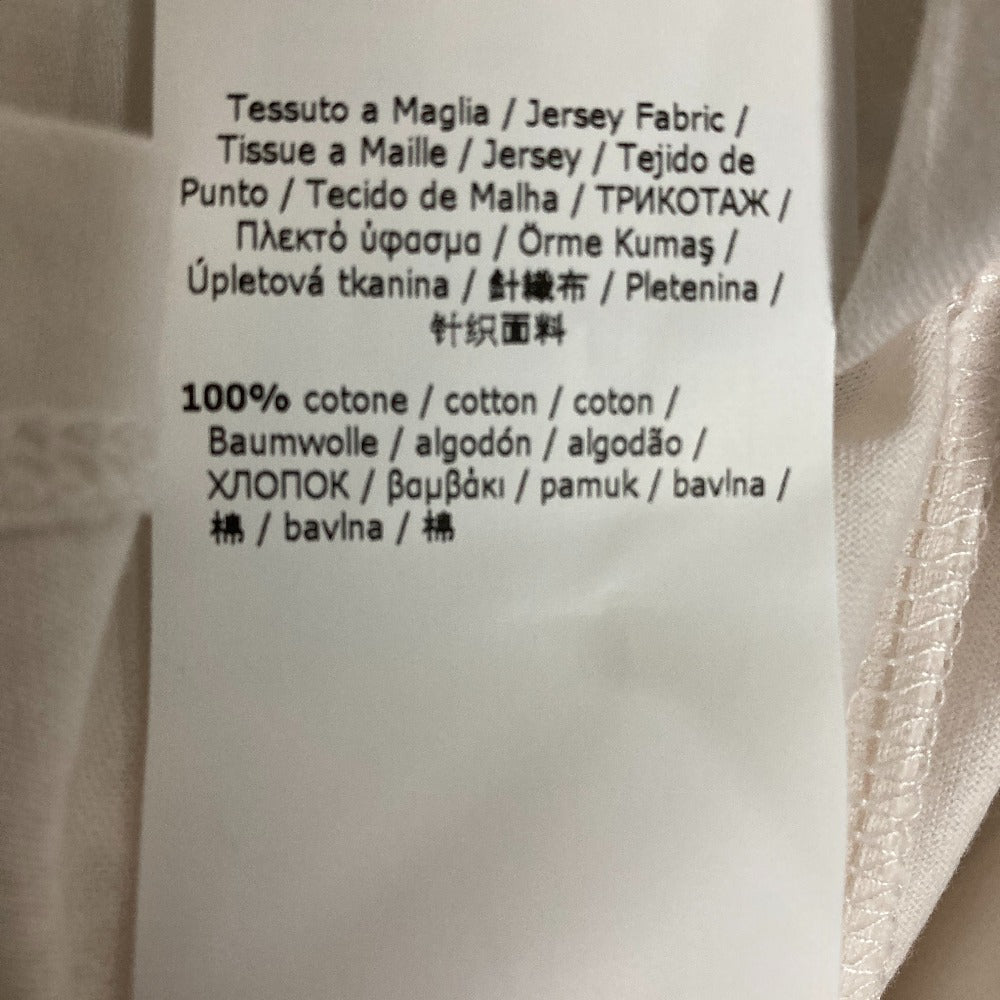 Tessuto a Maglia / Jersey Fabric /
Tissue a Maille / Jersey / Tejido de
Punto / Tecido de Malha / ТРИКОТАЖ /
Πλεκτό ύφασμα / Örme Kumaş /
Úpletová tkanina / 針織布 / Pletenina /
针织面料
100% cotone / cotton / coton /
Baumwolle / algodón / algodão /
ХЛОПОК / βαμβάκι / pamuk / bavlna /
棉 / bavlna / 棉